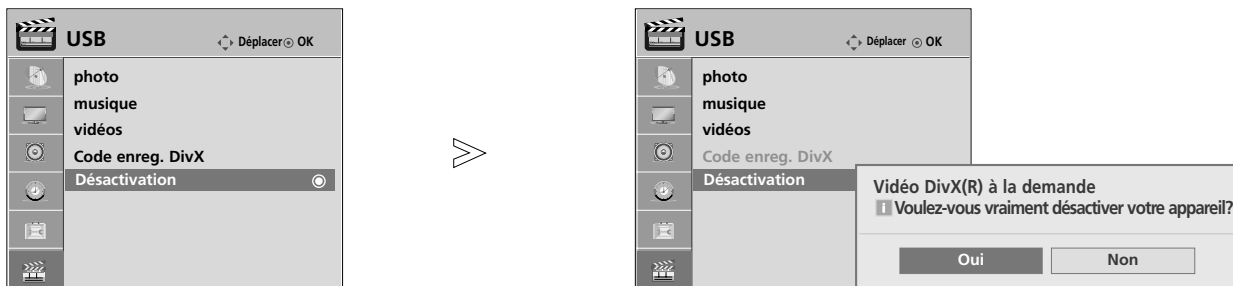 USB Déplacer OK
photo
musique
vidéos
Code enreg. DivX
Désactivation
USB Déplacer OK
photo
musique
vidéos
Code enreg. DivX
Désactivation
Vidéo DivX(R) à la demande
i Voulez-vous vraiment désactiver votre appareil?
Oui Non